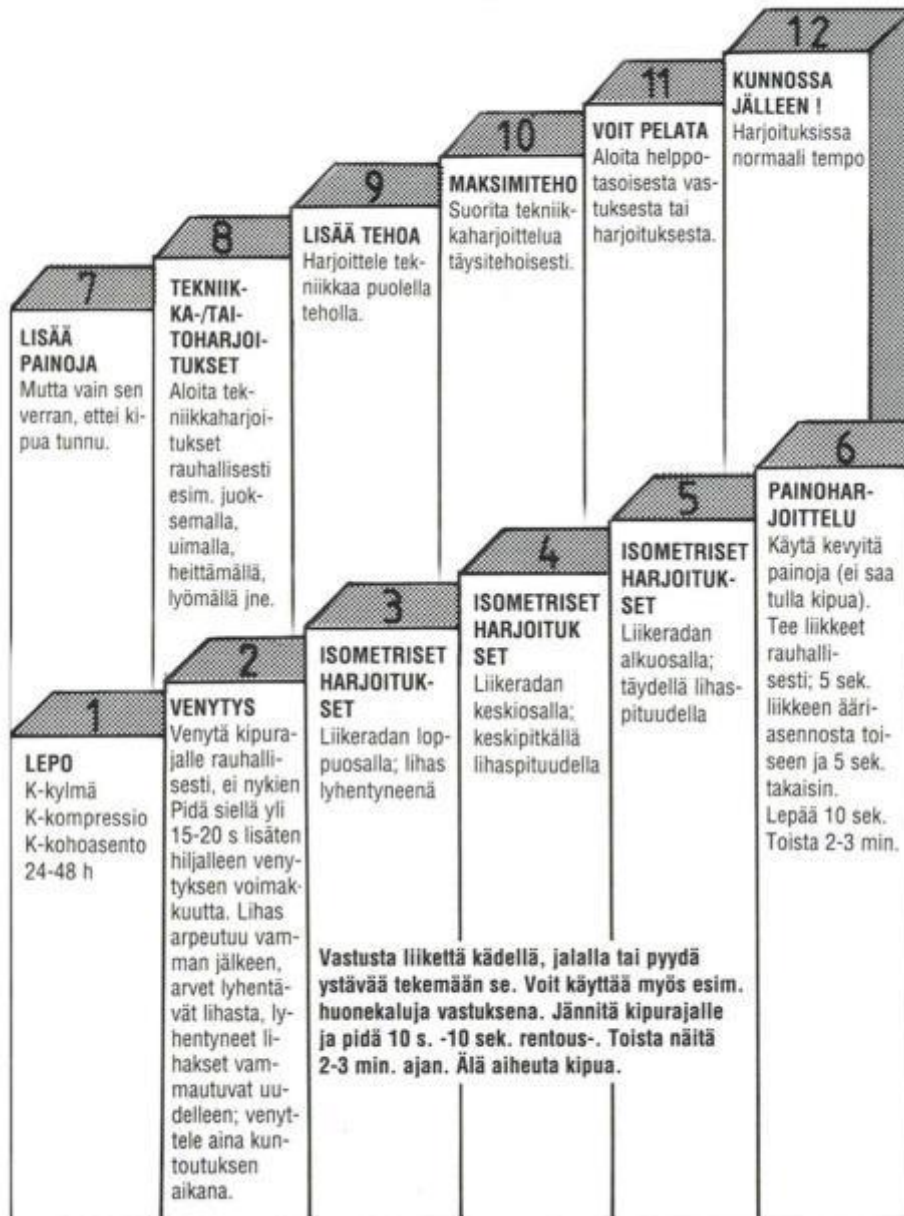 1
LEPO
K-kylmä
K-kompressio
K-kohoasento
24-48 h
2
VENYTYS
Venytä kipura-
jalle rauhalli-
sesti, ei nykien
Pidä siellä yli
15-20 s lisäten
hiljalleen veny-
tyksen voimak-
kuutta. Lihas
arpeutuu vam-
man jälkeen,
arvet lyhentä-
vät lihasta, ly-
hentyneet li-
hakset vam-
mautuvat uu-
delleen; venyt-
tele aina kun-
toutuksen
aikana.
3
ISOMETRISET
HARJOITUK-
SET
Liikeradan lop-
puosalla; lihas
lyhentyneenä
4
ISOMETRISET
HARJOITUK
SET
Liikeradan
keskiosalla;
keskipitkällä
lihaspituudella
5
ISOMETRISET
HARJOITUK-
SET
Liikeradan
alkuosalla;
täydellä lihas-
pituudella
Vastusta liikettä kädellä, jalalla tai pyydä
ystävää tekemään se. Voit käyttää myös esim.
huonekaluja vastuksena. Jännitä kipurajalle
ja pidä 10 s. -10 sek. rentous-. Toista näitä
2-3 min. ajan. Älä aiheuta kipua.
6
PAINOHAR-
JOITTELU
Käytä kevyitä
painoja (ei saa
tulla kipua).
Tee liikkeet
rauhalli-
sesti; 5 sek.
liikkeen ääri-
asennosta toi-
seen ja 5 sek.
takaisin.
Lepää 10 sek.
Toista 2-3 min.
7
LISÄÄ
PAINOJA
Mutta vain sen
verran, ettei ki-
pua tunnu.
8
TEKNIIK-
KA-/TAI-
TOHARJOI-
TUKSET
Aloita tek-
niikkaharjoi-
tukset
rauhallisesti
esim. juok-
semalla,
uimalla,
heittämällä,
lyömällä jne.
9
LISÄÄ TEHOA
Harjoittele tek-
niikkaa puolella
teholla.
10
MAKSIMITEHO
Suorita tekniik-
kaharjoittelua
täysitehoisesti.
11
VOIT PELATA
Aloita helppo-
tasoisesta vas-
tuksesta tai
harjoituksesta.
12
KUNNOSSA
JÄLLEEN !
Harjoituksissa
normaali tempo